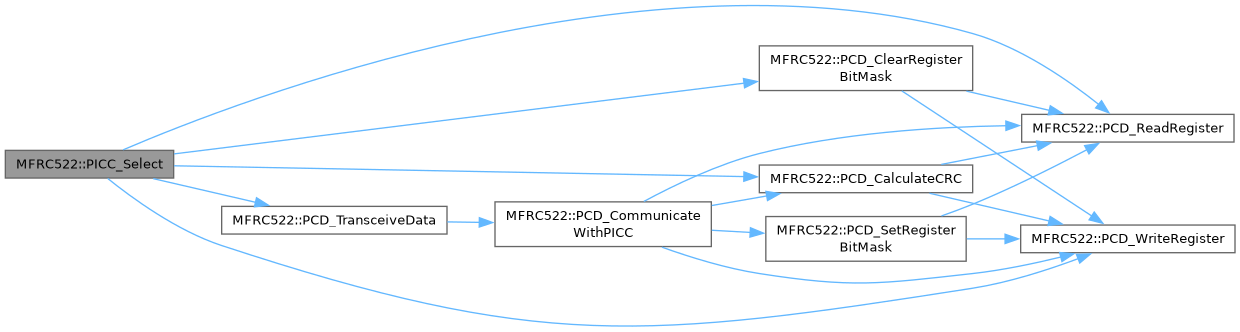 MFRC522::PICC_Select
MFRC522::PCD_TransceiveData
MFRC522::PCD_Communicate
WithPICC
MFRC522::PCD_ClearRegister
BitMask
MFRC522::PCD_CalculateCRC
MFRC522::PCD_SetRegister
BitMask
MFRC522::PCD_ReadRegister
MFRC522::PCD_WriteRegister